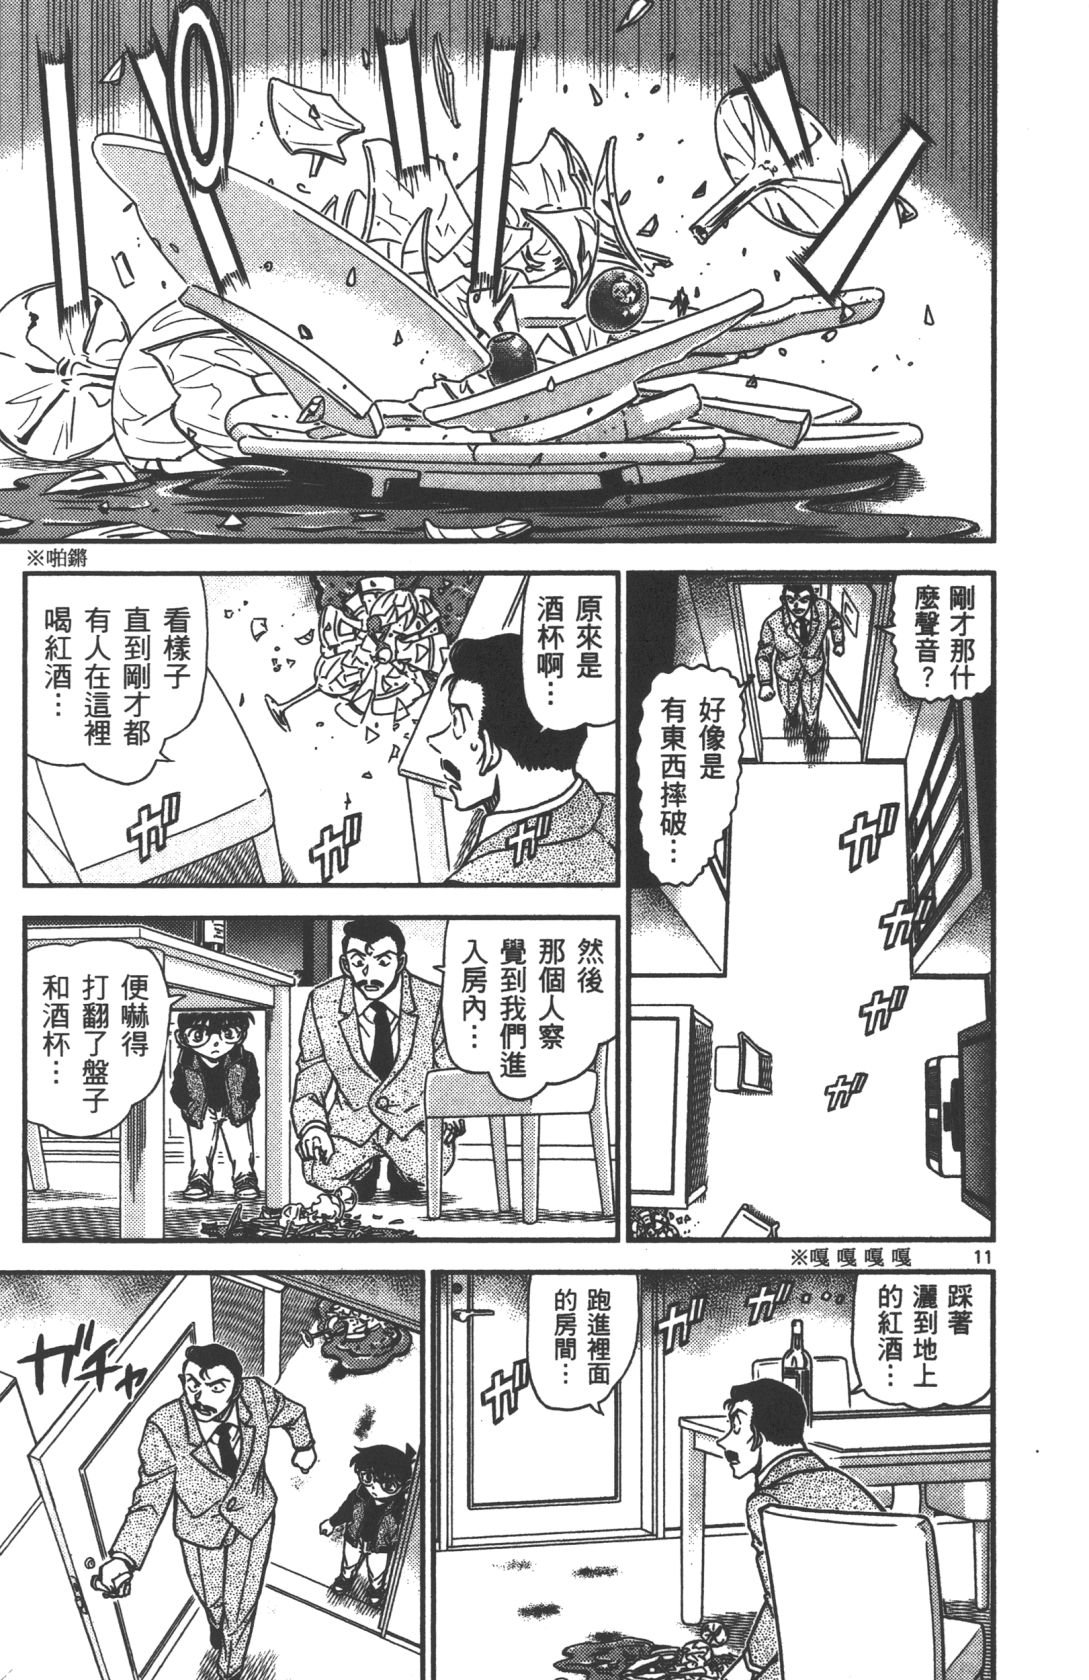 ※啪鏘
剛才那什
麼聲音？
好像是
有東西摔破…
原來是
酒杯啊…
看樣子
直到剛才都
有人在這裡
喝紅酒…
ガ
ガ
ガ
ガ
ガ
ガ
ガ
※嘎嘎嘎嘎
11
然後
那個人察
覺到我們進
入房內…
便嚇得
打翻了盤子
和酒杯…
踩著
灑到地上
的紅酒…
跑進裡面
的房間…
ガ
ガ
ガ
ガチャ